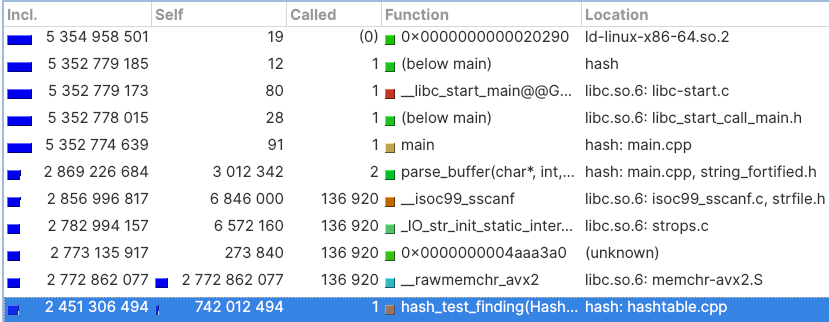 Incl. Self Called Function Location
5 354 958 501 19 (0) 0x0000000000020290 ld-linux-x86-64.so.2
5 352 779 185 12 1 (below main) hash
5 352 779 173 80 1 __libc_start_main@@G... libc.so.6: libc-start.c
5 352 778 015 28 1 (below main) libc.so.6: libc_start_call_main.h
5 352 774 639 91 1 main hash: main.cpp
2 869 226 684 3 012 342 2 parse_buffer(char*, int,... hash: main.cpp, string_fortified.h
2 856 996 817 6 846 000 136 920 __isoc99_sscanf libc.so.6: isoc99_sscanf.c, strfile.h
2 782 994 157 6 572 160 136 920 _IO_str_init_static_inter... libc.so.6: strops.c
2 773 135 917 273 840 136 920 0x0000000004aaa3a0 (unknown)
2 772 862 077 2 772 862 077 136 920 __rawmemchr_avx2 libc.so.6: memchr-avx2.S
2 451 306 494 742 012 494 1 hash_test_finding(Hash... hash: hashtable.cpp